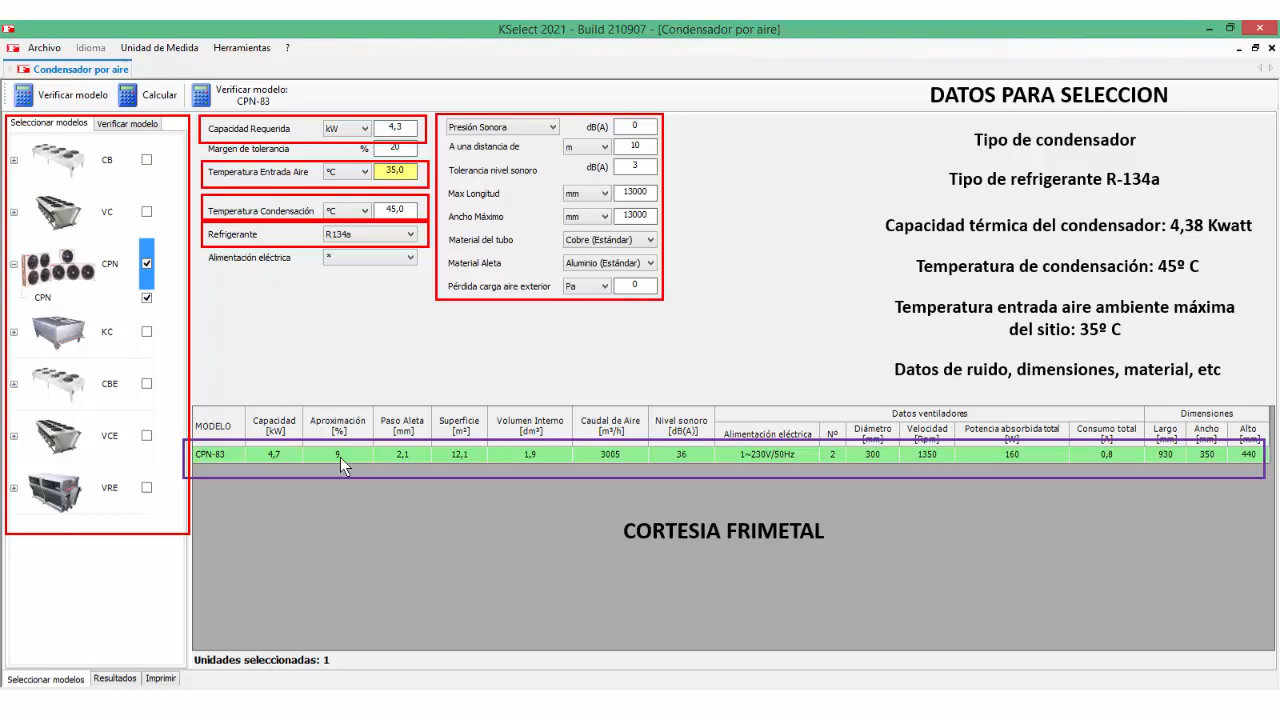 KSelect 2021 - Build 210907 - [Condensador por aire]
Archivo Idioma Unidad de Medida Herramientas ?
Condensador por aire
Verificar modelo Calcular Verificar modelo:
CPN-83
DATOS PARA SELECCION
Seleccionar modelos Verificar modelo
CB
VC
CPN
CPN
KC
CBE
VCE
VRE
Capacidad Requerida kW 4,3
Margen de tolerancia % 20
Temperatura Entrada Aire ºC 35,0
Temperatura Condensación ºC 45,0
Refrigerante R134a
Alimentación eléctrica *
Presión Sonora dB(A) 0
A una distancia de m 10
Tolerancia nivel sonoro dB(A) 3
Max Longitud mm 13000
Ancho Máximo mm 13000
Material del tubo Cobre (Estándar)
Material Aleta Aluminio (Estándar)
Pérdida carga aire exterior Pa 0
Tipo de condensador
Tipo de refrigerante R-134a
Capacidad térmica del condensador: 4,38 Kwatt
Temperatura de condensación: 45º C
Temperatura entrada aire ambiente máxima
del sitio: 35º C
Datos de ruido, dimensiones, material, etc
Datos ventiladores Dimensiones
MODELO Capacidad [kW] Aproximación [%] Paso Aleta [mm] Superficie [m²] Volumen Interno [dm³] Caudal de Aire [m³/h] Nivel sonoro [dB(A)] Alimentación eléctrica Nº Diámetro [mm] Velocidad [Rpm] Potencia absorbida total [W] Consumo total [A] Largo [mm] Ancho [mm] Alto [mm]
CPN-83 4,7 9 2,1 12,1 1,9 3005 36 1~230V/50Hz 2 300 1350 160 0,8 930 350 440
CORTESIA FRIMETAL
Unidades seleccionadas: 1
Seleccionar modelos Resultados Imprimir